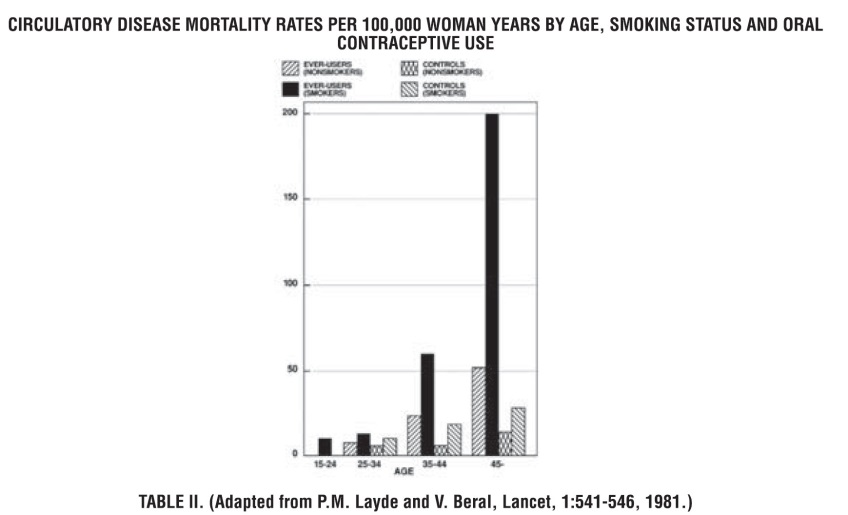 CIRCULATORY DISEASE MORTALITY RATES PER 100,000 WOMAN YEARS BY AGE, SMOKING STATUS AND ORAL
CONTRACEPTIVE USE
EVER-USERS
(NONSMOKERS)
CONTROLS
(NONSMOKERS)
EVER-USERS
(SMOKERS)
CONTROLS
(SMOKERS)
200
150
100
50
0
15-24 25-34 35-44 45-
AGE
TABLE II. (Adapted from P.M. Layde and V. Beral, Lancet, 1:541-546, 1981.)